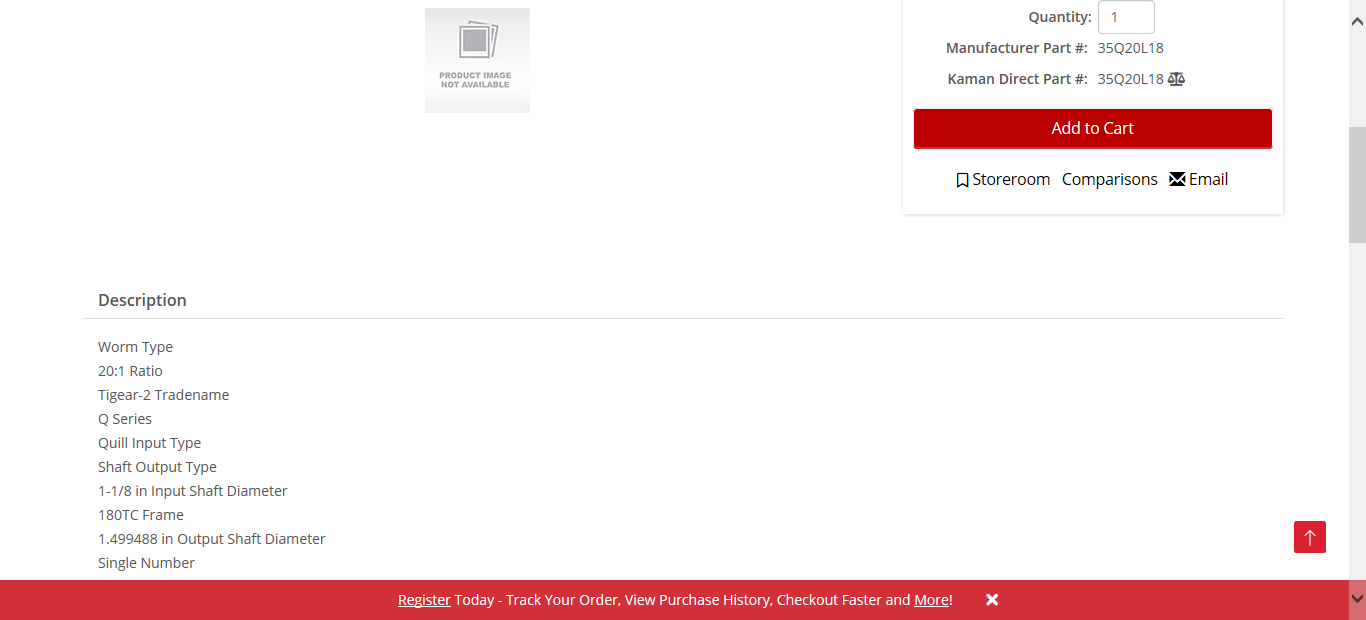 PRODUCT IMAGE
NOT AVAILABLE
Quantity: 1
Manufacturer Part #: 35Q20L18
Kaman Direct Part #: 35Q20L18
Add to Cart
Storeroom Comparisons Email
Description
Worm Type
20:1 Ratio
Tigear-2 Tradename
Q Series
Quill Input Type
Shaft Output Type
1-1/8 in Input Shaft Diameter
180TC Frame
1.499488 in Output Shaft Diameter
Single Number
Register Today - Track Your Order, View Purchase History, Checkout Faster and More!